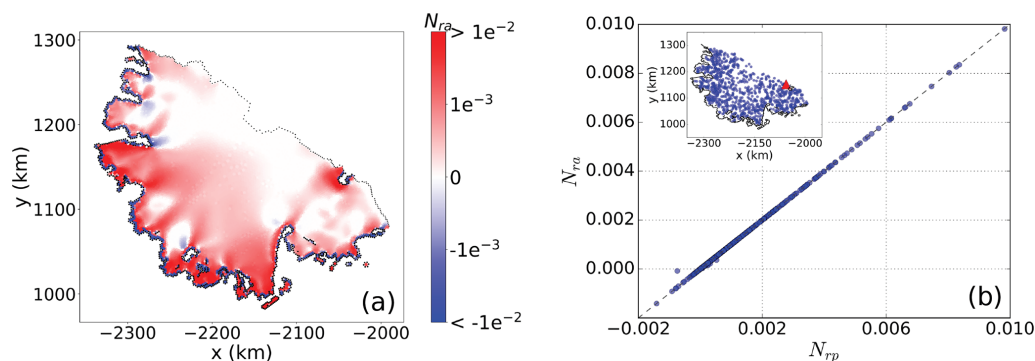 N_ra
1300
1200
1100
1000
y (km)
−2300
−2200
−2100
−2000
x (km)
(a)
> 1e⁻²
1e⁻³
0
-1e⁻³
< -1e⁻²
0.010
0.008
0.006
0.004
0.002
0.000
N_ra
−0.002
0.002
0.006
0.010
N_rp
(b)
1300
1200
1100
1000
y (km)
−2300
−2150
−2000
x (km)